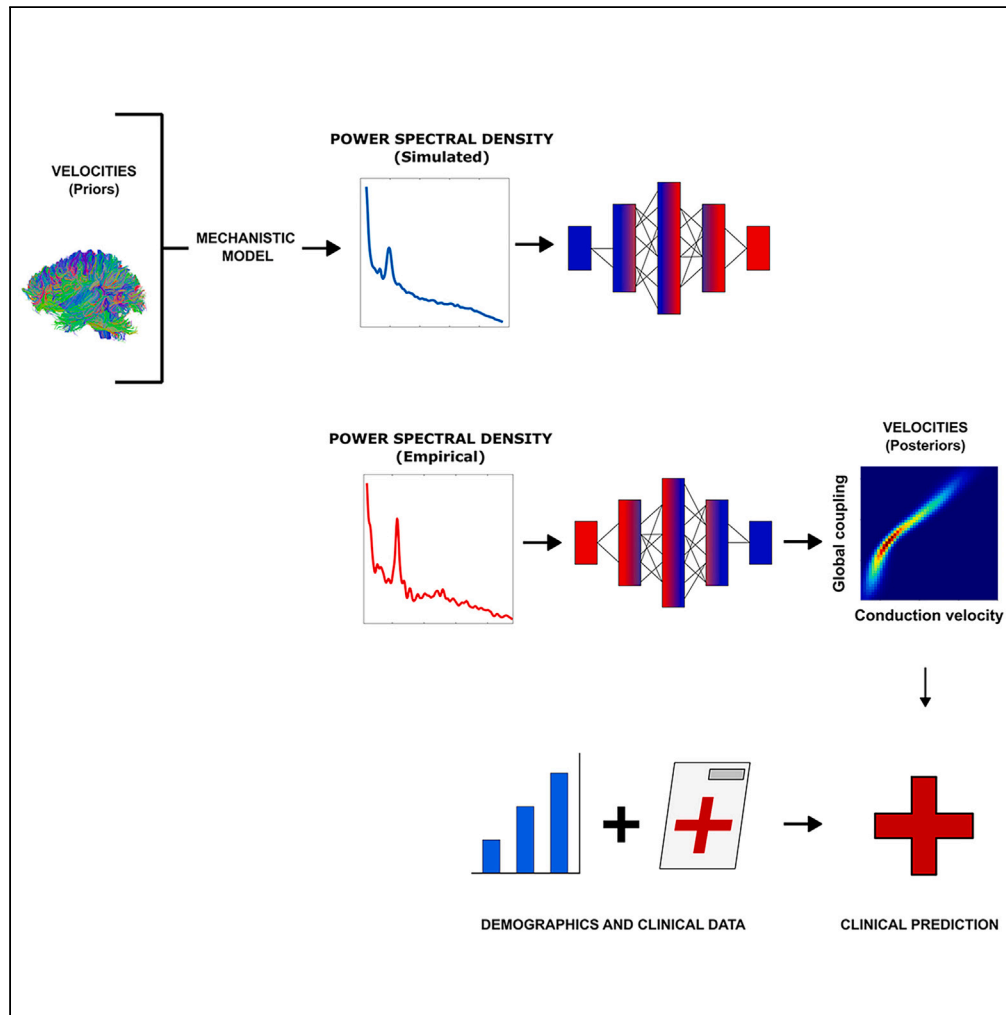 POWER SPECTRAL DENSITY
(Simulated)
VELOCITIES
(Priors)
MECHANISTIC
MODEL
POWER SPECTRAL DENSITY
(Empirical)
VELOCITIES
(Posteriors)
Global coupling
Conduction velocity
DEMOGRAPHICS AND CLINICAL DATA
CLINICAL PREDICTION